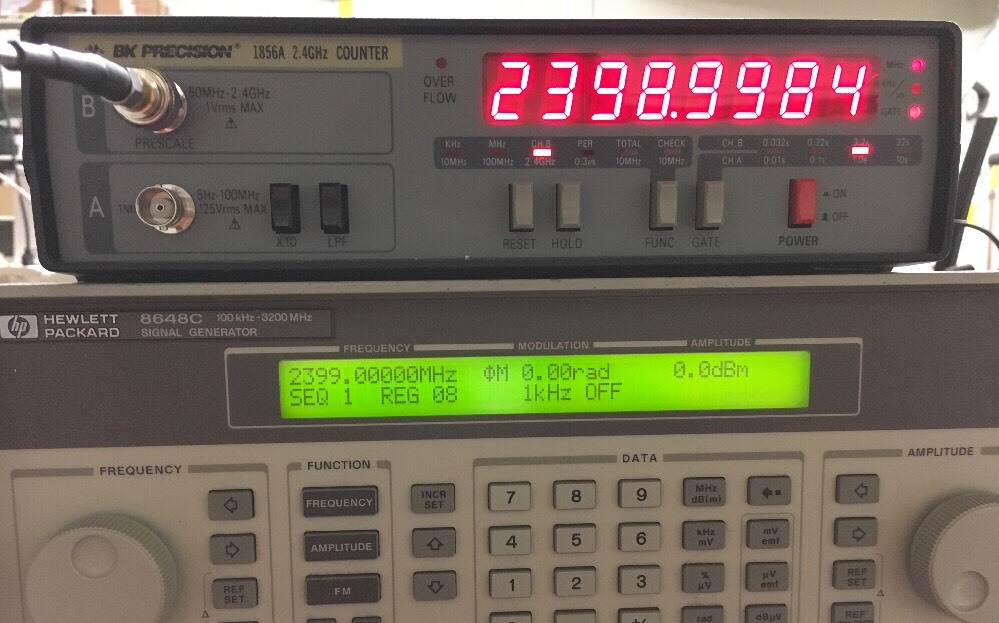 BK PRECISION® 1856A 2.4GHz COUNTER
OVER
FLOW
2398.9984
MHz
GATE
B
50MHz-2.4GHz
1Vrms MAX
PRESCALE
KHz MHz CH B PER TOTAL CHECK
10MHz 100MHz 2.4GHz 0.3μs 10MHz 10MHz
CH B 0.032s 0.32s 3.2s 32s
CH A 0.01s 0.1s 1.0s 10s
A
5Hz-100MHz
125Vrms MAX
X10 LPF
RESET HOLD FUNC GATE POWER
ON
OFF
hp HEWLETT PACKARD
8648C 100 kHz-3200 MHz
SIGNAL GENERATOR
FREQUENCY MODULATION AMPLITUDE
2399.00000MHz ΦM 0.00rad 0.0dBm
SEQ 1 REG 08 1kHz OFF
FREQUENCY
FUNCTION
DATA
AMPLITUDE
FREQUENCY
INCR SET
7 8 9
MHz dB(m)
AMPLITUDE
4 5 6
kHz mV
mV emf
REF SET
FM
1 2 3
% μV
μV emf
REF SET
rad
dBμV